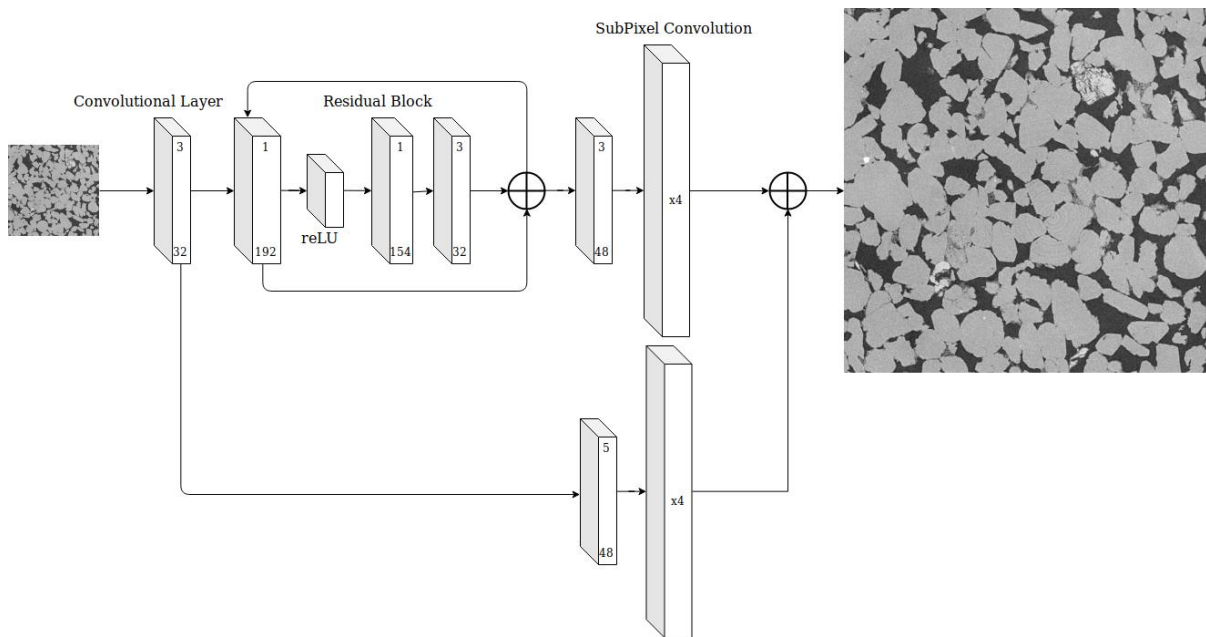 SubPixel Convolution
Convolutional Layer
Residual Block
3
1
1
3
3
x4
reLU
32
192
154
32
48
5
x4
48